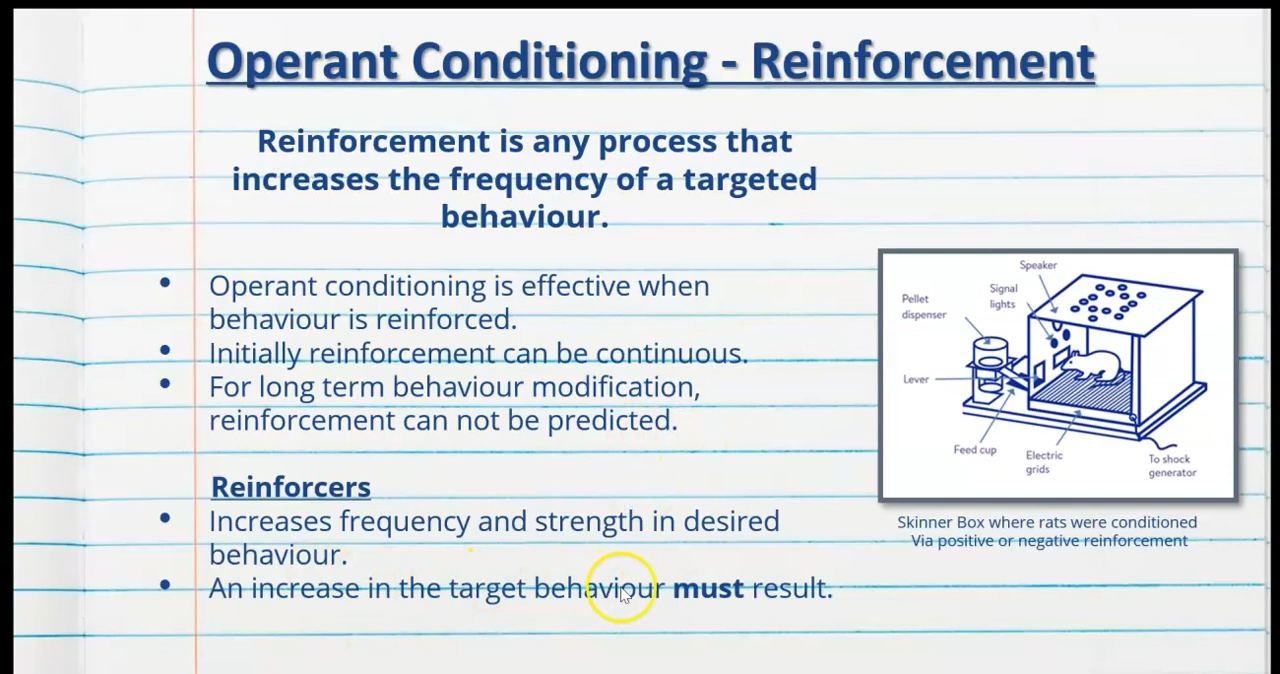 Operant Conditioning - Reinforcement
Reinforcement is any process that
increases the frequency of a targeted
behaviour.
• Operant conditioning is effective when
behaviour is reinforced.
• Initially reinforcement can be continuous.
• For long term behaviour modification,
reinforcement can not be predicted.
Reinforcers
• Increases frequency and strength in desired
behaviour.
• An increase in the target behaviour must result.
Speaker
Signal
lights
Pellet
dispenser
Lever
Feed cup
Electric
grids
To shock
generator
Skinner Box where rats were conditioned
Via positive or negative reinforcement